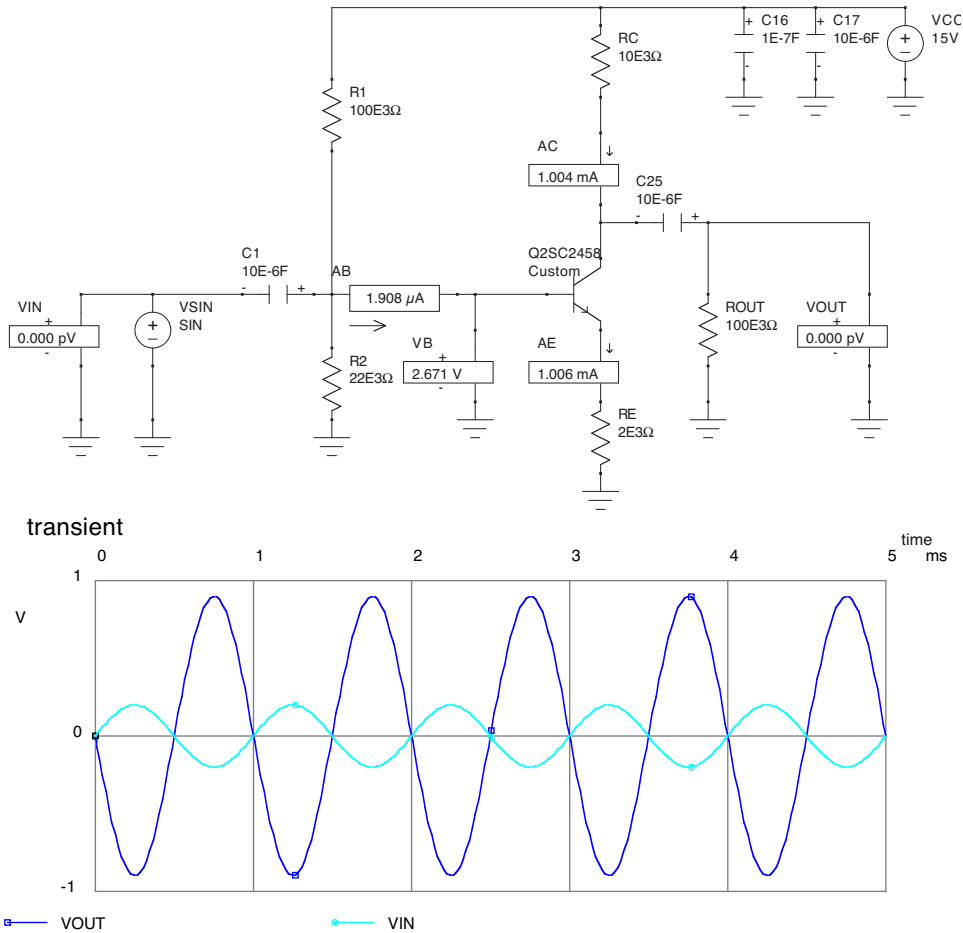 C16
1E-7F
C17
10E-6F
VCC
15V
RC
10E3Ω
R1
100E3Ω
AC
1.004 mA
C25
10E-6F
Q2SC2458
Custom
C1
10E-6F
AB
1.908 µA
VIN
0.000 pV
VSIN
SIN
R2
22E3Ω
VB
2.671 V
AE
1.006 mA
ROUT
100E3Ω
VOUT
0.000 pV
RE
2E3Ω
transient
time
ms
0 1 2 3 4 5
1
V
0
-1
VOUT VIN